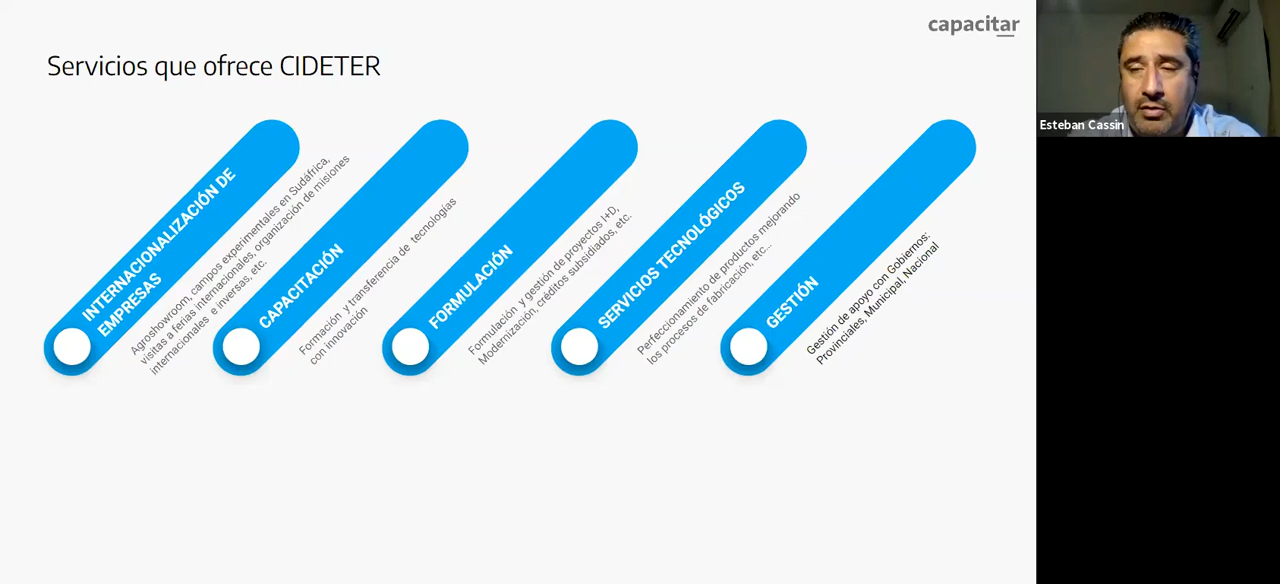 capacitar
Servicios que ofrece CIDETER
INTERNACIONALIZACIÓN DE
EMPRESAS
Agroshowroom, campos experimentales en Sudáfrica,
visitas a ferias internacionales, organización de misiones
internacionales e inversas, etc.
CAPACITACIÓN
Formación y transferencia de tecnologías
con innovación
FORMULACIÓN
Formulación y gestión de proyectos I+D,
Modernización, créditos subsidiados, etc.
SERVICIOS TECNOLÓGICOS
Perfeccionamiento de productos mejorando
los procesos de fabricación, etc...
GESTIÓN
Gestión de apoyo con Gobiernos:
Provinciales, Municipal, Nacional
Esteban Cassin